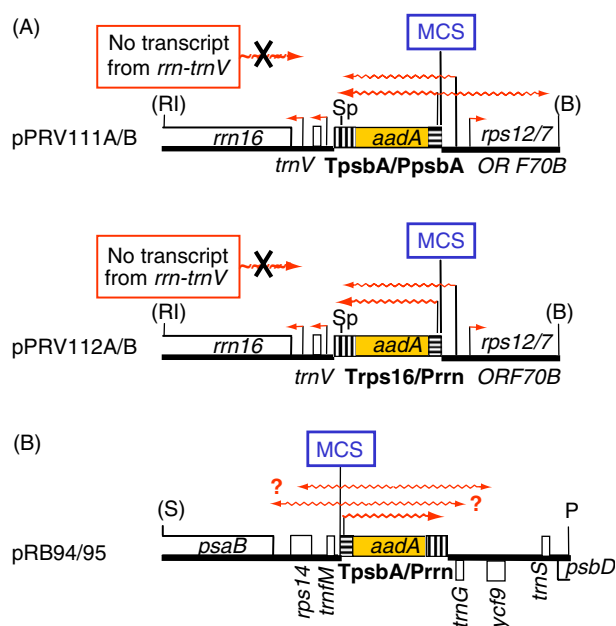 (A)
No transcript
from rrn-trnV
X
MCS
(RI)
Sp
(B)
pPRV111A/B
rrn16
aadA
rps12/7
trnV
TpsbA/PpsbA
OR F70B
No transcript
from rrn-trnV
X
MCS
(RI)
Sp
(B)
pPRV112A/B
rrn16
aadA
rps12/7
trnV
Trps16/Prrn
ORF70B
(B)
MCS
?
?
(S)
P
pRB94/95
psaB
aadA
rps14
trnfM
TpsbA/Prrn
trnG
ycf9
trnS
psbD